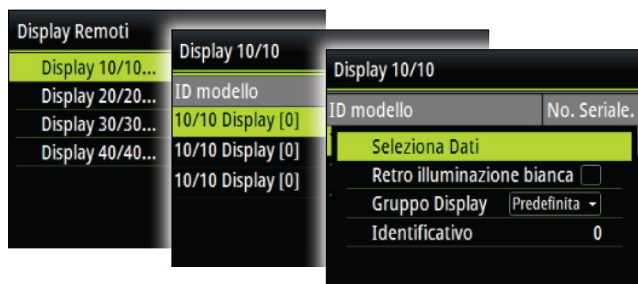 Display Remoti
Display 10/10...
Display 20/20...
Display 30/30...
Display 40/40...
Display 10/10
ID modello
10/10 Display [0]
10/10 Display [0]
10/10 Display [0]
Display 10/10
ID modello No. Seriale.
Seleziona Dati
Retro illuminazione bianca
Gruppo Display Predefinita
Identificativo 0